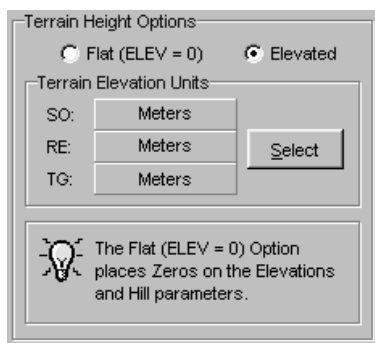 Terrain Height Options
Flat (ELEV = 0) Elevated
Terrain Elevation Units
SO: Meters
RE: Meters Select
TG: Meters
The Flat (ELEV = 0) Option
places Zeros on the Elevations
and Hill parameters.